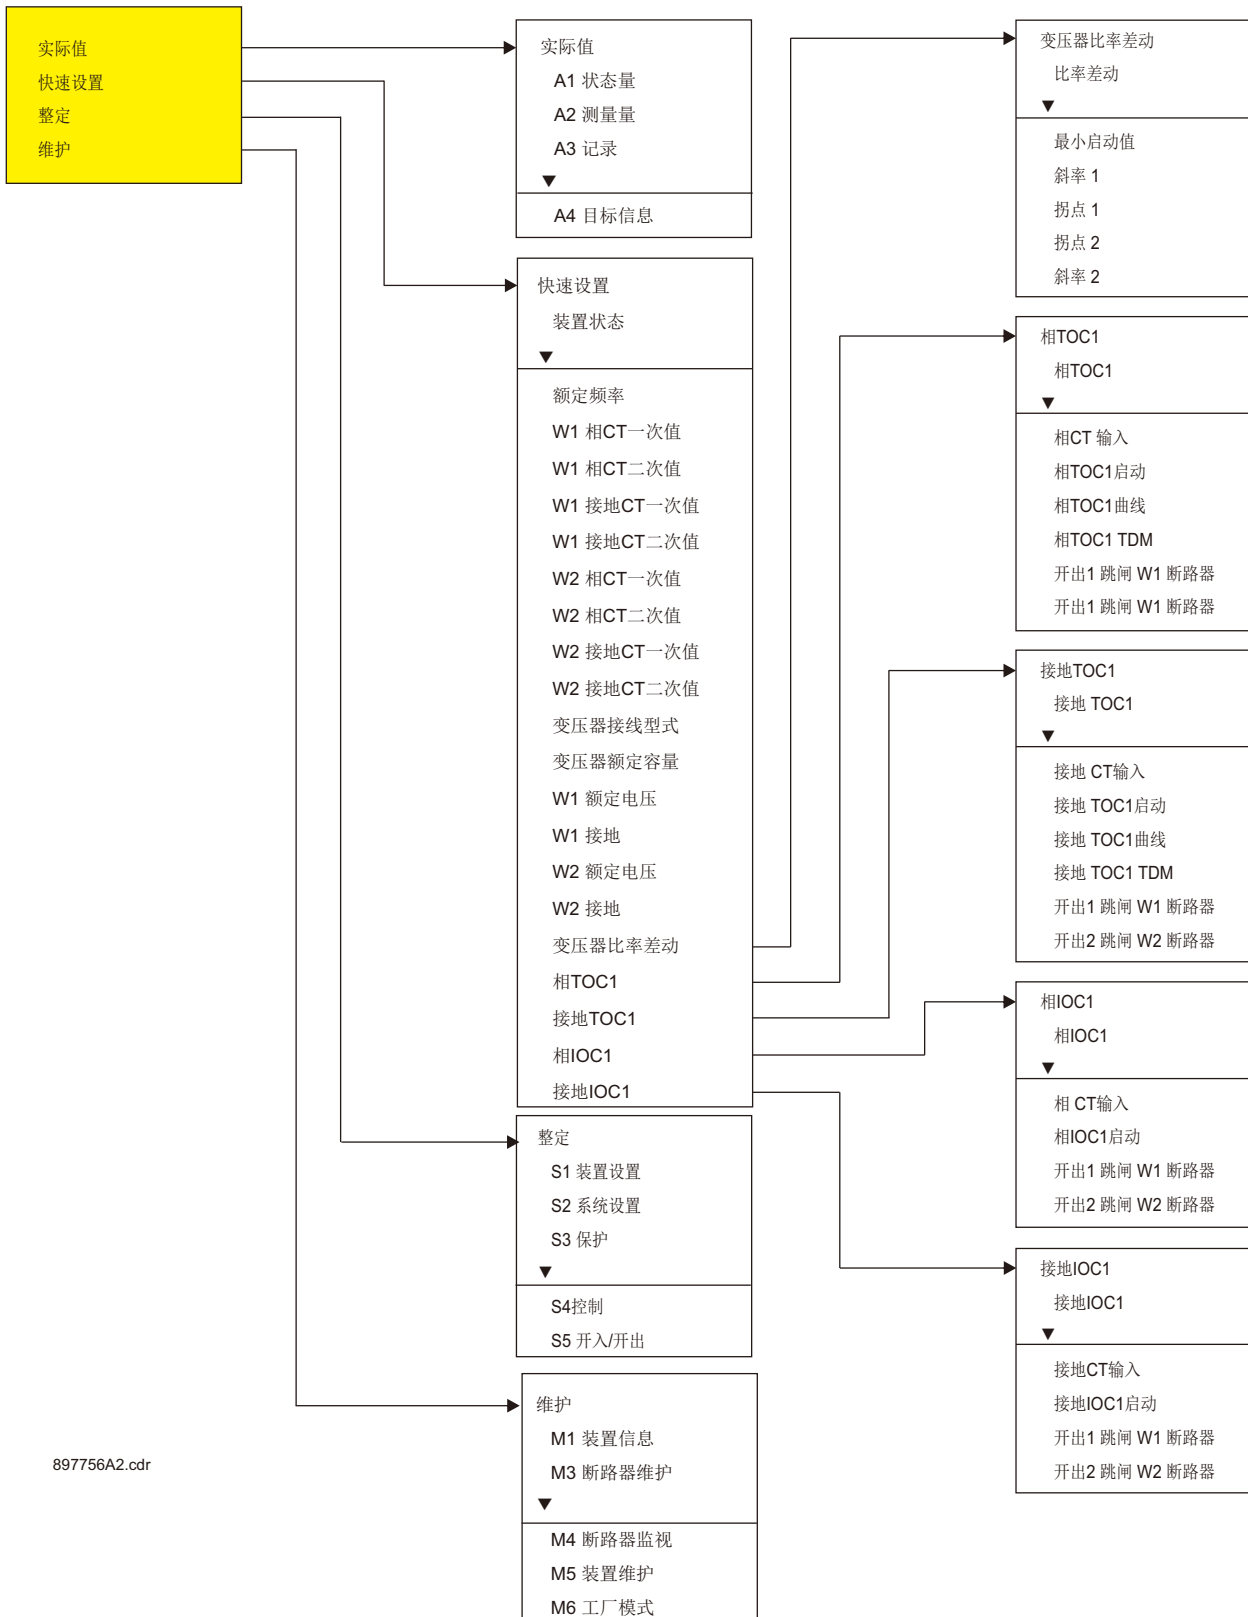 实际值
快速设置
整定
维护
实际值
A1 状态量
A2 测量量
A3 记录
▼
A4 目标信息
快速设置
装置状态
▼
额定频率
W1 相CT一次值
W1 相CT二次值
W1 接地CT一次值
W1 接地CT二次值
W2 相CT一次值
W2 相CT二次值
W2 接地CT一次值
W2 接地CT二次值
变压器接线型式
变压器额定容量
W1 额定电压
W1 接地
W2 额定电压
W2 接地
变压器比率差动
相TOC1
接地TOC1
相IOC1
接地IOC1
整定
S1 装置设置
S2 系统设置
S3 保护
▼
S4控制
S5 开入/开出
维护
M1 装置信息
M3 断路器维护
▼
M4 断路器监视
M5 装置维护
M6 工厂模式
变压器比率差动
比率差动
▼
最小启动值
斜率 1
拐点 1
拐点 2
斜率 2
相TOC1
相TOC1
▼
相CT 输入
相TOC1启动
相TOC1曲线
相TOC1 TDM
开出1 跳闸 W1 断路器
开出1 跳闸 W1 断路器
接地TOC1
接地 TOC1
▼
接地 CT输入
接地 TOC1启动
接地 TOC1曲线
接地 TOC1 TDM
开出1 跳闸 W1 断路器
开出2 跳闸 W2 断路器
相IOC1
相IOC1
▼
相 CT输入
相IOC1启动
开出1 跳闸 W1 断路器
开出2 跳闸 W2 断路器
接地IOC1
接地IOC1
▼
接地CT输入
接地IOC1启动
开出1 跳闸 W1 断路器
开出2 跳闸 W2 断路器
897756A2.cdr